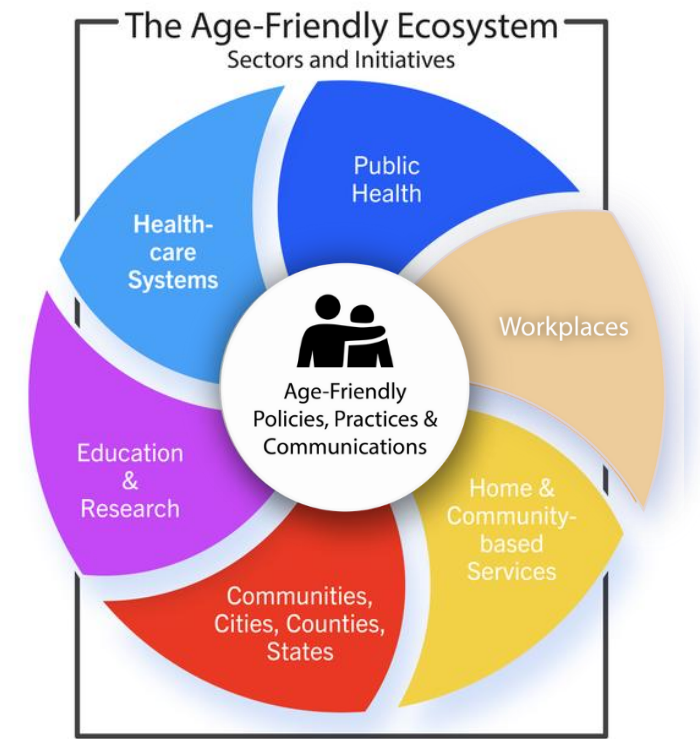 The Age-Friendly Ecosystem
Sectors and Initiatives
Public
Health
Health-
care
Systems
Workplaces
Age-Friendly
Policies, Practices &
Communications
Education
&
Research
Home &
Community-
based
Services
Communities,
Cities, Counties,
States